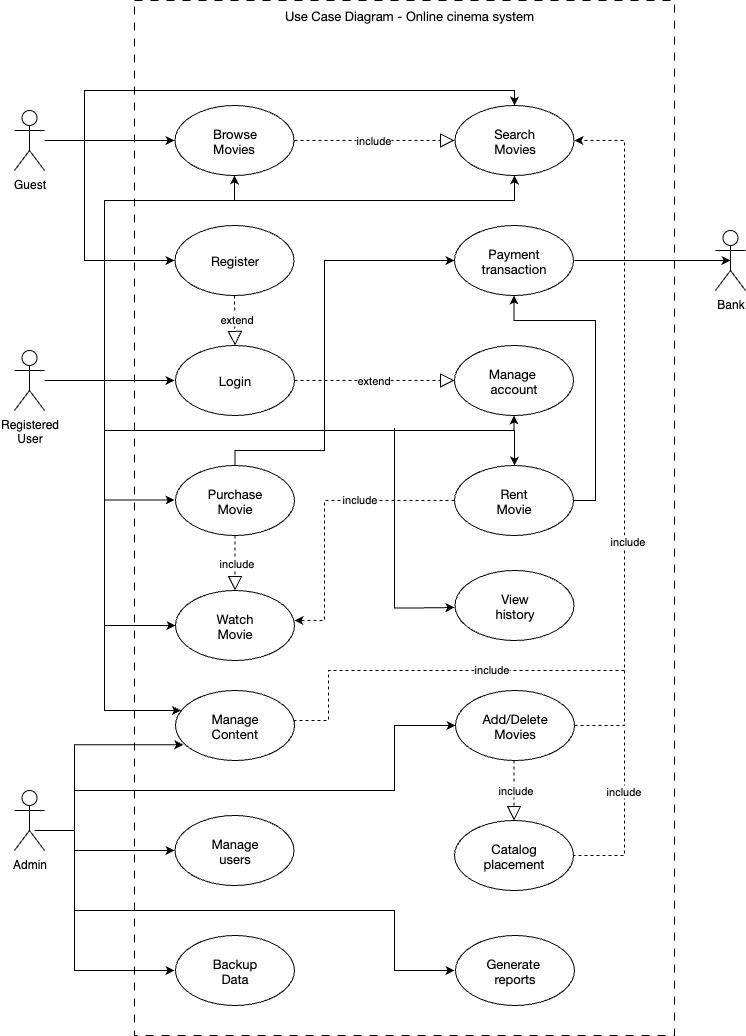 Use Case Diagram - Online cinema system
Browse
Movies
include
Search
Movies
Guest
Register
Payment
transaction
Bank
extend
Login
extend
Manage
account
Registered
User
Purchase
Movie
include
Rent
Movie
include
include
Watch
Movie
View
history
include
Manage
Content
Add/Delete
Movies
include
include
Admin
Manage
users
Catalog
placement
Backup
Data
Generate
reports